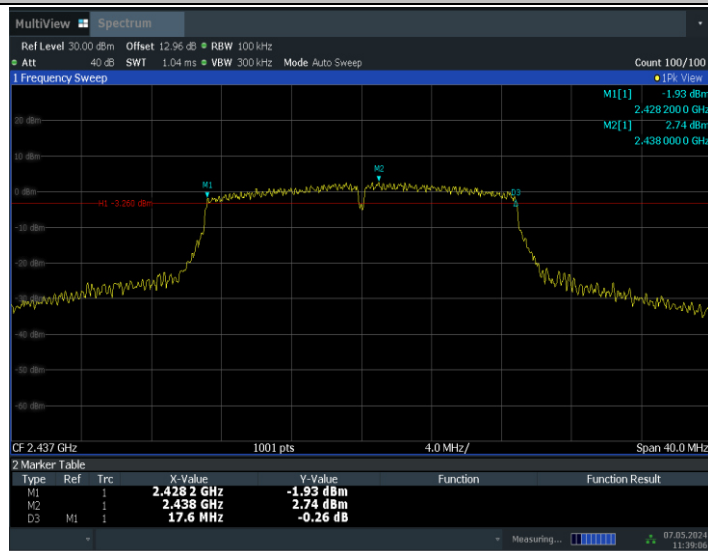 MultiView Spectrum
Ref Level 30.00 dBm Offset 12.96 dB RBW 100 kHz
Att 40 dB SWT 1.04 ms VBW 300 kHz Mode Auto Sweep Count 100/100
1 Frequency Sweep 1Pk View
M1[1] -1.93 dBm
2.428 200 0 GHz
M2[1] 2.74 dBm
2.438 000 0 GHz
20 dBm
10 dBm
M2
M1
0 dBm
D3
H1 -3.260 dBm
-10 dBm
-20 dBm
-30 dBm
-40 dBm
-50 dBm
-60 dBm
CF 2.437 GHz 1001 pts 4.0 MHz/ Span 40.0 MHz
2 Marker Table
Type Ref Trc X-Value Y-Value Function Function Result
M1 1 2.428 2 GHz -1.93 dBm
M2 1 2.438 GHz 2.74 dBm
D3 M1 1 17.6 MHz -0.26 dB
Measuring... 07.05.2024
11:39:06